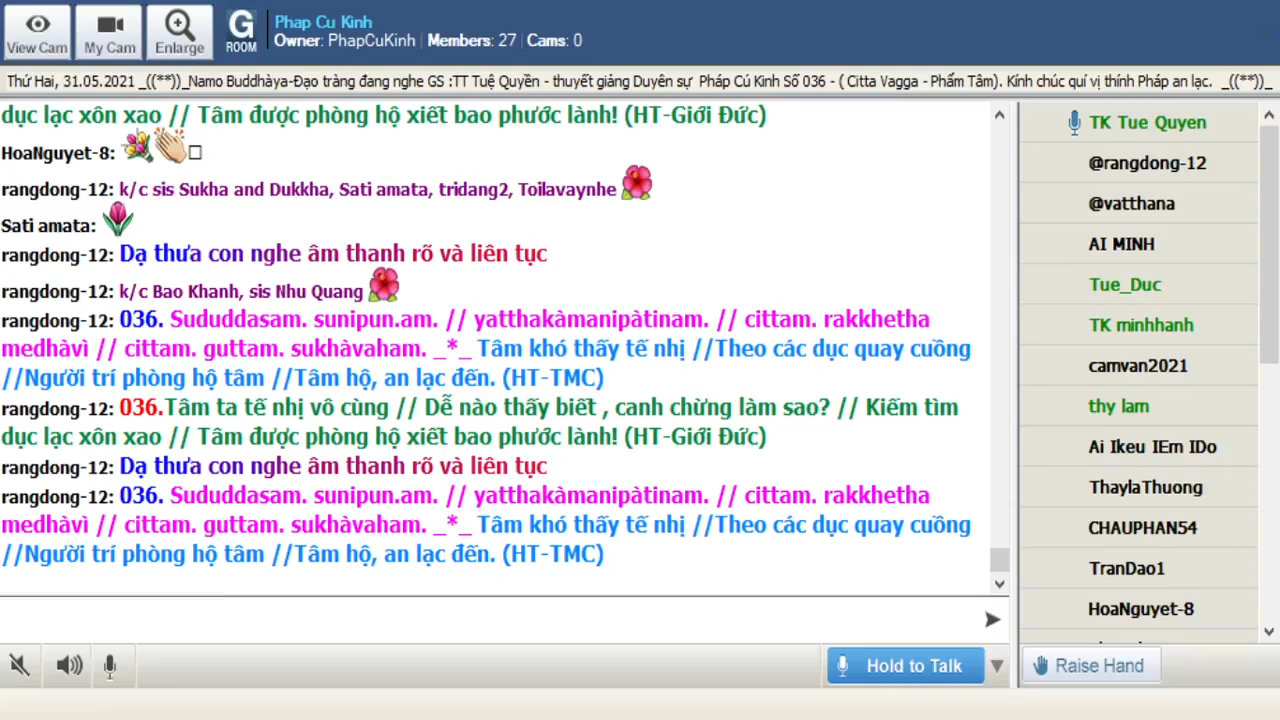 View Cam
My Cam
Enlarge
G
ROOM
Phap Cu Kinh
Owner: PhapCuKinh | Members: 27 | Cams: 0
Thứ Hai, 31.05.2021 _((**))_Namo Buddhàya-Đạo tràng đang nghe GS :TT Tuệ Quyền - thuyết giảng Duyên sự Pháp Cú Kinh Số 036 - ( Citta Vagga - Phẩm Tâm). Kính chúc quí vị thính Pháp an lạc. _((**))_
dục lạc xôn xao // Tâm được phòng hộ xiết bao phước lành! (HT-Giới Đức)
HoaNguyet-8:
rangdong-12: k/c sis Sukha and Dukkha, Sati amata, tridang2, Toilavaynhe
Sati amata:
rangdong-12: Dạ thưa con nghe âm thanh rõ và liên tục
rangdong-12: k/c Bao Khanh, sis Nhu Quang
rangdong-12: 036. Sududdasam. sunipun.am. // yatthakàmanipàtinam. // cittam. rakkhetha
medhàvì // cittam. guttam. sukhàvaham. _*_ Tâm khó thấy tế nhị //Theo các dục quay cuồng
//Người trí phòng hộ tâm //Tâm hộ, an lạc đến. (HT-TMC)
rangdong-12: 036.Tâm ta tế nhị vô cùng // Dễ nào thấy biết , canh chừng làm sao? // Kiếm tìm
dục lạc xôn xao // Tâm được phòng hộ xiết bao phước lành! (HT-Giới Đức)
rangdong-12: Dạ thưa con nghe âm thanh rõ và liên tục
rangdong-12: 036. Sududdasam. sunipun.am. // yatthakàmanipàtinam. // cittam. rakkhetha
medhàvì // cittam. guttam. sukhàvaham. _*_ Tâm khó thấy tế nhị //Theo các dục quay cuồng
//Người trí phòng hộ tâm //Tâm hộ, an lạc đến. (HT-TMC)
TK Tue Quyen
@rangdong-12
@vatthana
AI MINH
Tue_Duc
TK minhhanh
camvan2021
thy lam
Ai Ikeu IEm IDo
ThaylaThuong
CHAUPHAN54
TranDao1
HoaNguyet-8
Hold to Talk
Raise Hand